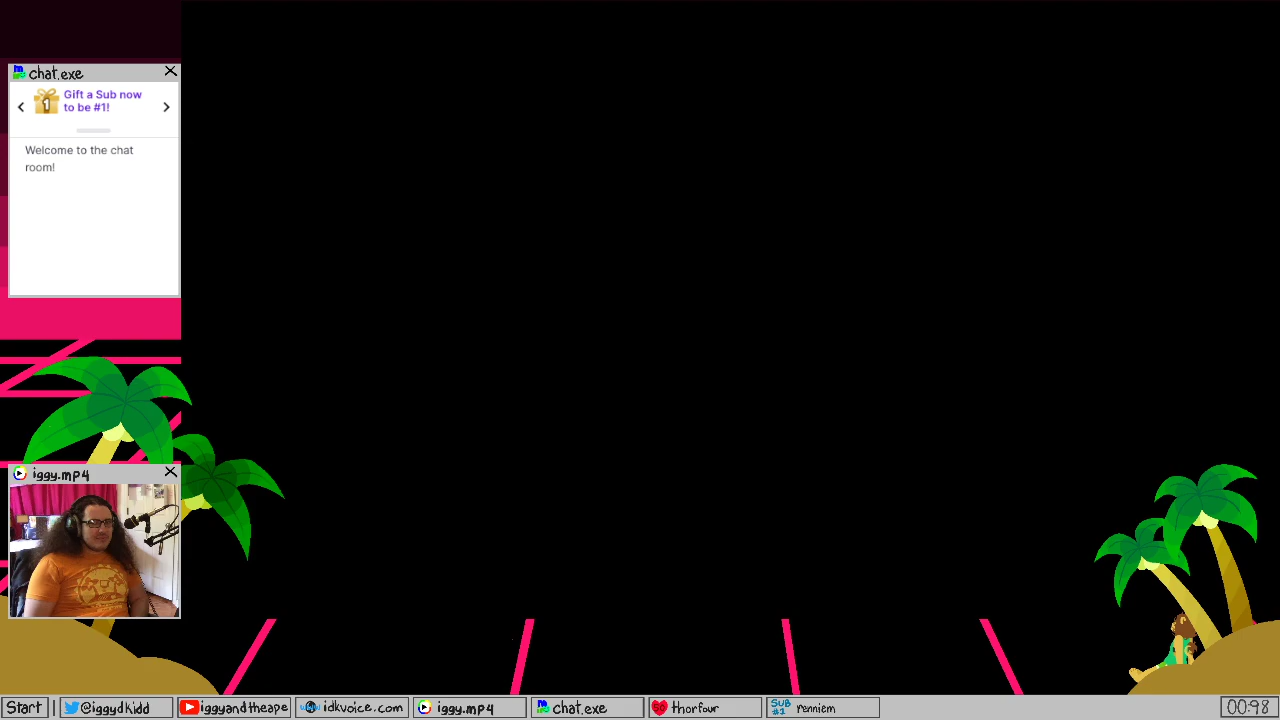 chat.exe
1
Gift a Sub now
to be #1!
Welcome to the chat
room!
iggy.mp4
Start | @iggydkidd iggyandtheape idkvoice.com iggy.mp4 chat.exe thorfour SUB #1 renniem 00:98